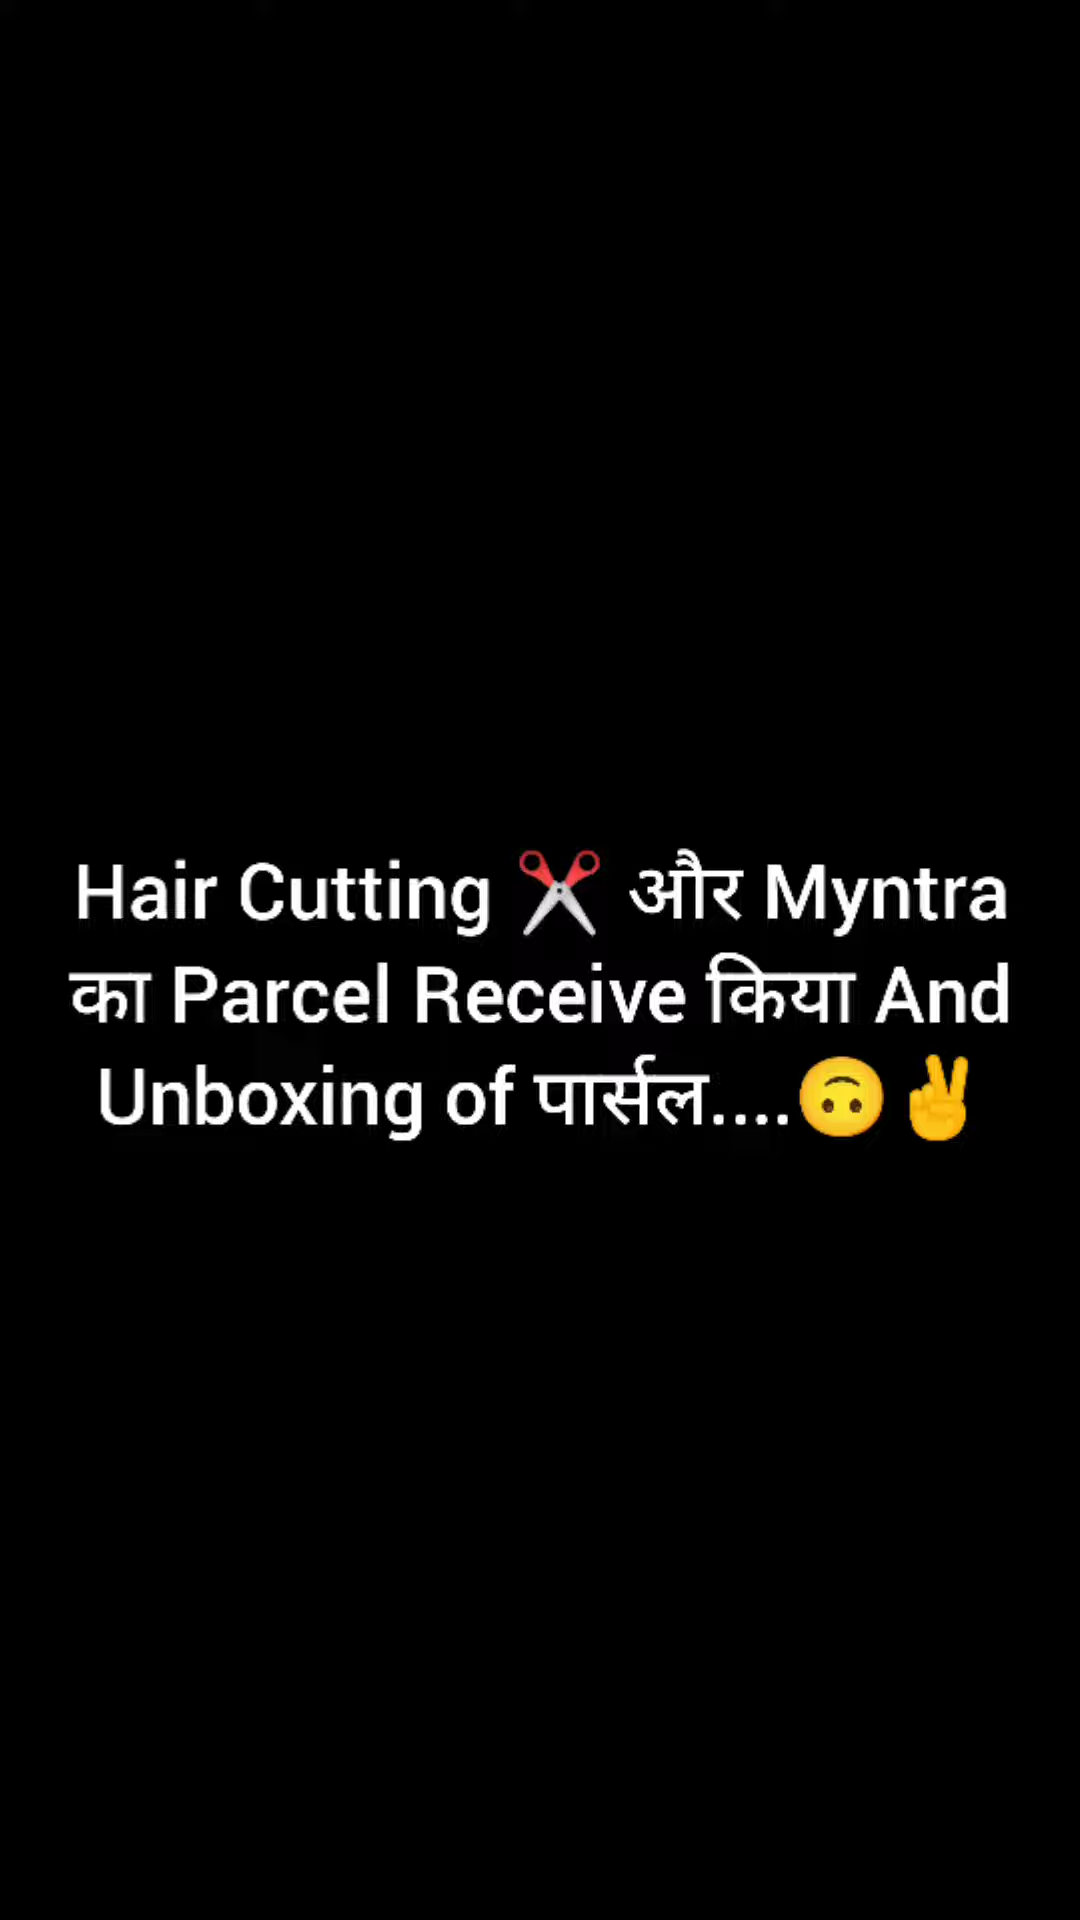 Hair Cutting ✂️ और Myntra
का Parcel Receive किया And
Unboxing of पार्सल....🙃✌️